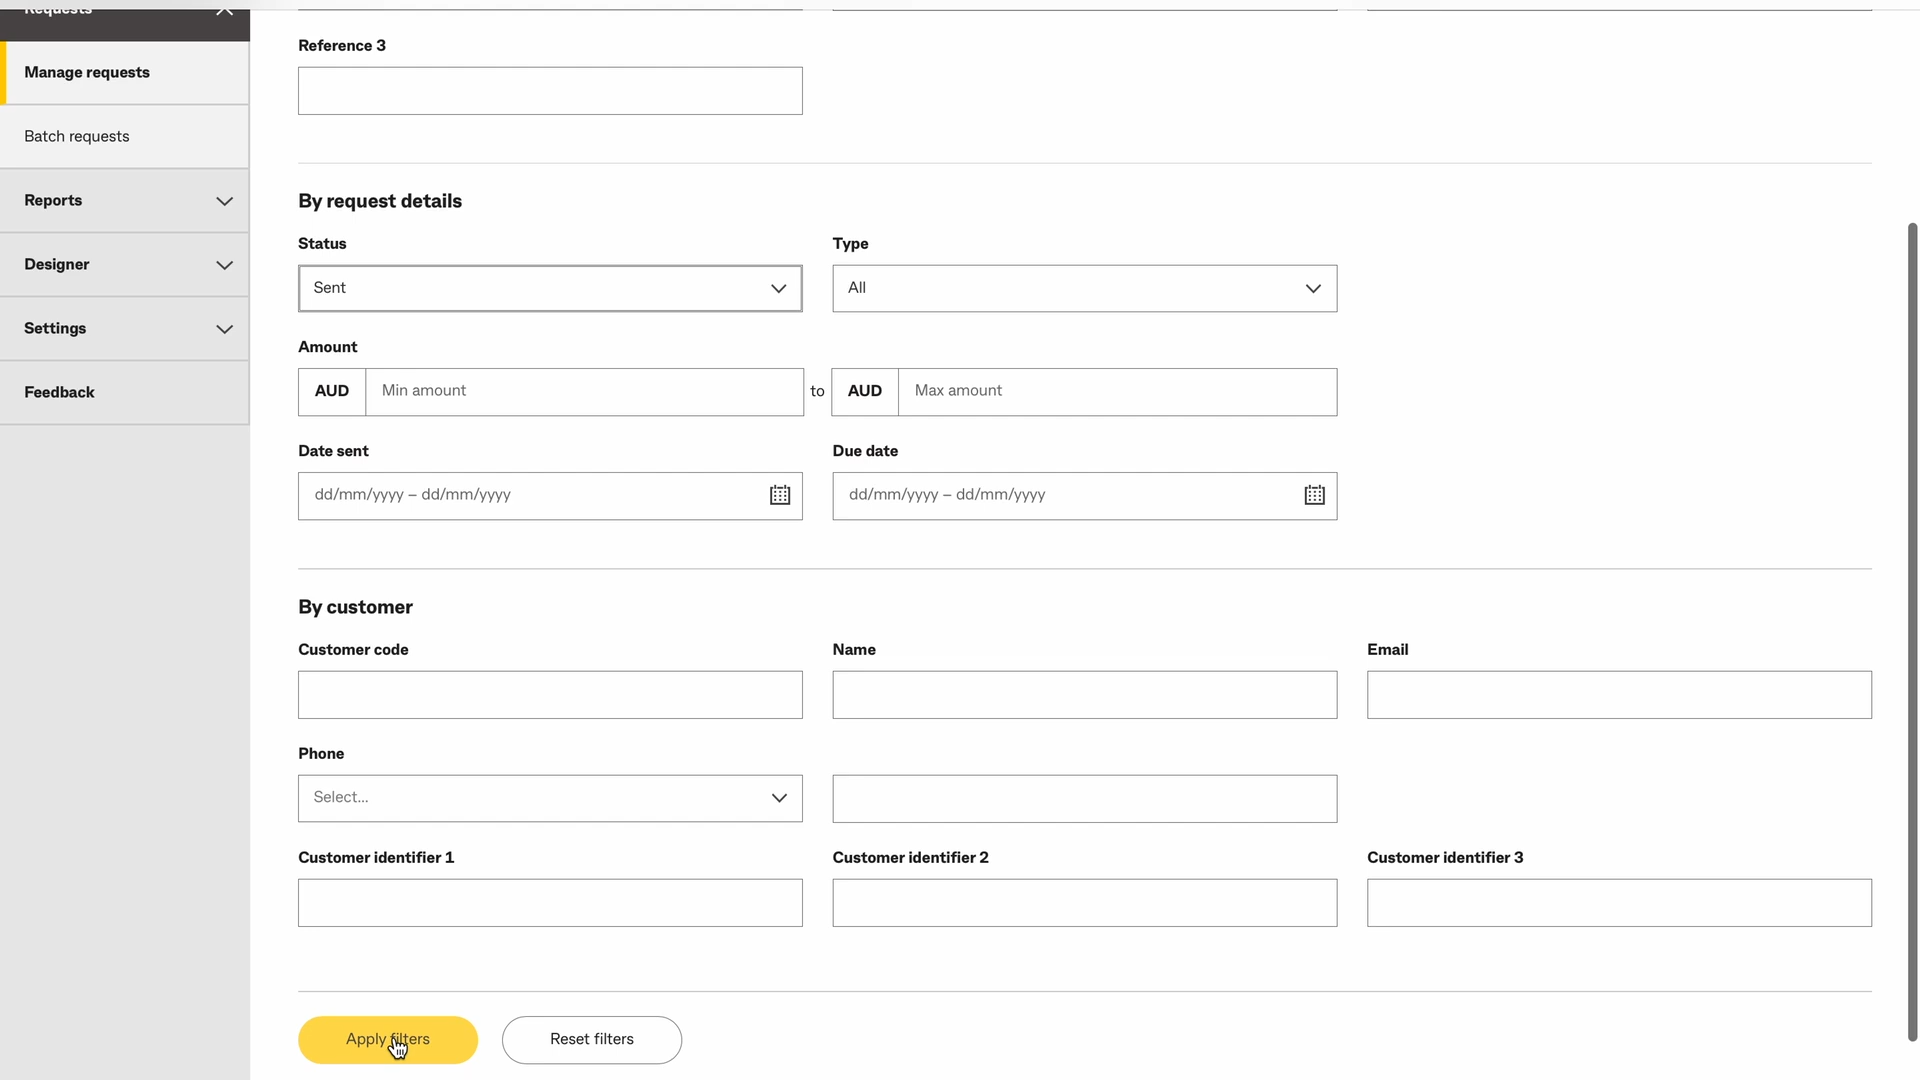 Requests
Manage requests
Batch requests
Reports
Designer
Settings
Feedback
Reference 3
By request details
Status
Type
Sent
All
Amount
AUD Min amount to AUD Max amount
Date sent
Due date
dd/mm/yyyy – dd/mm/yyyy
dd/mm/yyyy – dd/mm/yyyy
By customer
Customer code
Name
Email
Phone
Select...
Customer identifier 1
Customer identifier 2
Customer identifier 3
Apply filters
Reset filters